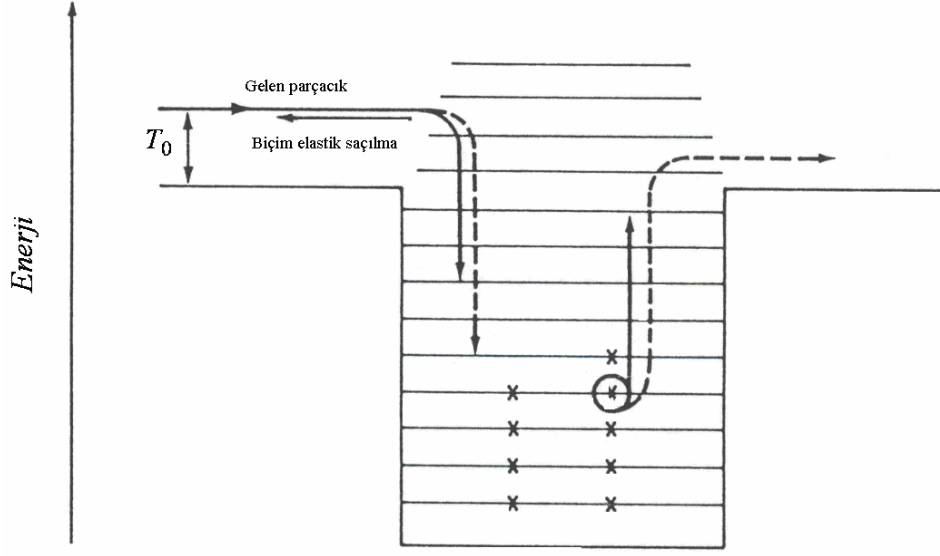 Gelen parçacık
Biçim elastik saçılma
T₀
Enerji